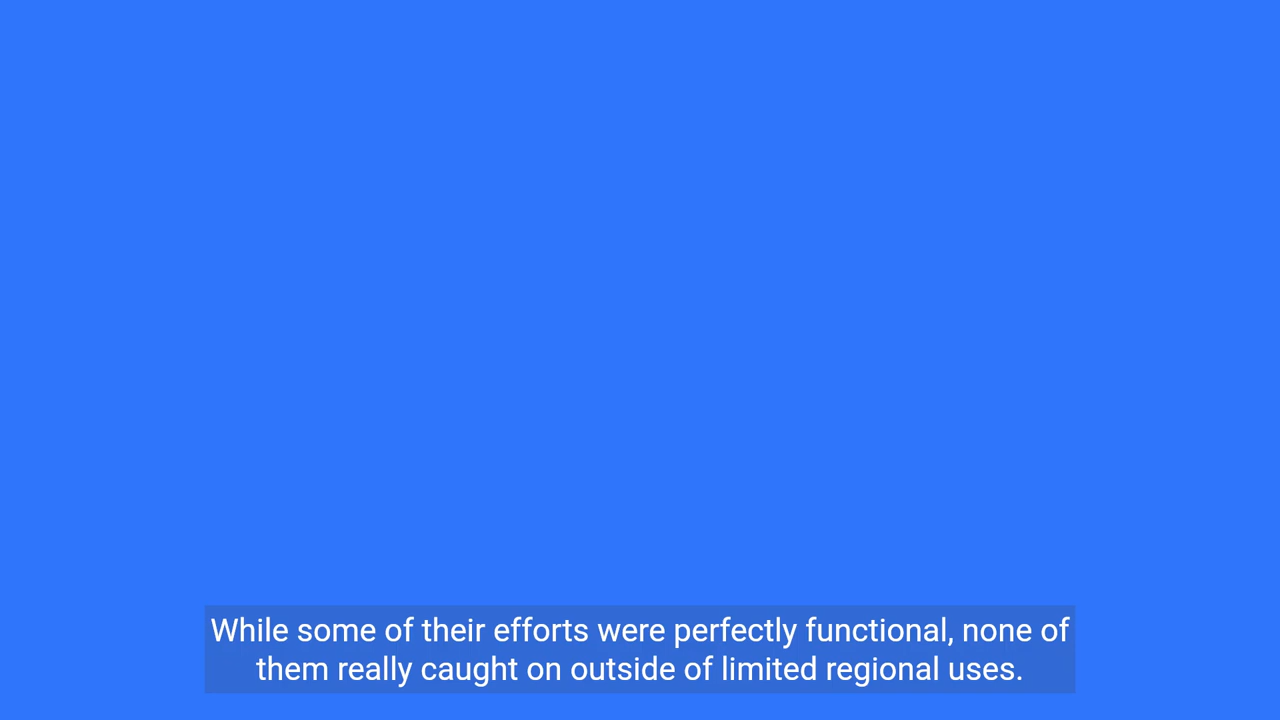 While some of their efforts were perfectly functional, none of
them really caught on outside of limited regional uses.